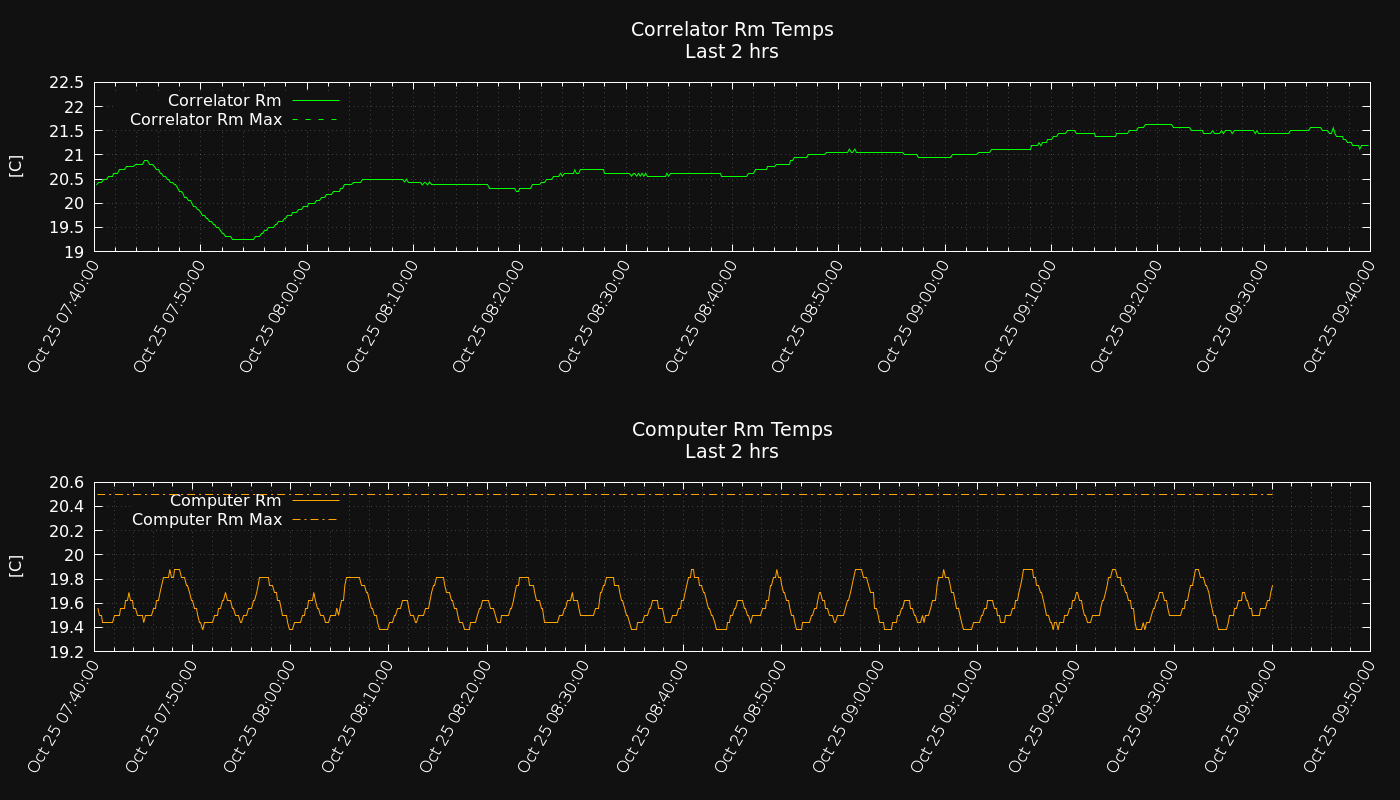 Correlator Rm Temps
Last 2 hrs
22.5
22
21.5
21
20.5
20
19.5
19
[C]
Correlator Rm
Correlator Rm Max
Oct 25 07:40:00
Oct 25 07:50:00
Oct 25 08:00:00
Oct 25 08:10:00
Oct 25 08:20:00
Oct 25 08:30:00
Oct 25 08:40:00
Oct 25 08:50:00
Oct 25 09:00:00
Oct 25 09:10:00
Oct 25 09:20:00
Oct 25 09:30:00
Oct 25 09:40:00
Computer Rm Temps
Last 2 hrs
20.6
20.4
20.2
20
19.8
19.6
19.4
19.2
[C]
Computer Rm
Computer Rm Max
Oct 25 07:40:00
Oct 25 07:50:00
Oct 25 08:00:00
Oct 25 08:10:00
Oct 25 08:20:00
Oct 25 08:30:00
Oct 25 08:40:00
Oct 25 08:50:00
Oct 25 09:00:00
Oct 25 09:10:00
Oct 25 09:20:00
Oct 25 09:30:00
Oct 25 09:40:00
Oct 25 09:50:00